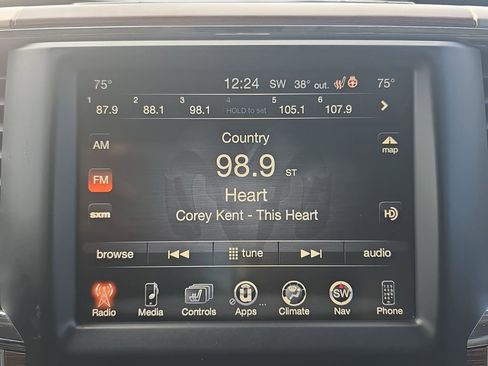 75° 12:24 SW 38° out. 75°
1 87.9 2 88.1 3 98.1 4 HOLD to set 5 105.1 6 107.9
Country
AM
98.9 ST
map
FM
Heart
sxm
Corey Kent - This Heart
HD
browse tune audio
Radio Media Controls Apps ... Climate SW Nav Phone